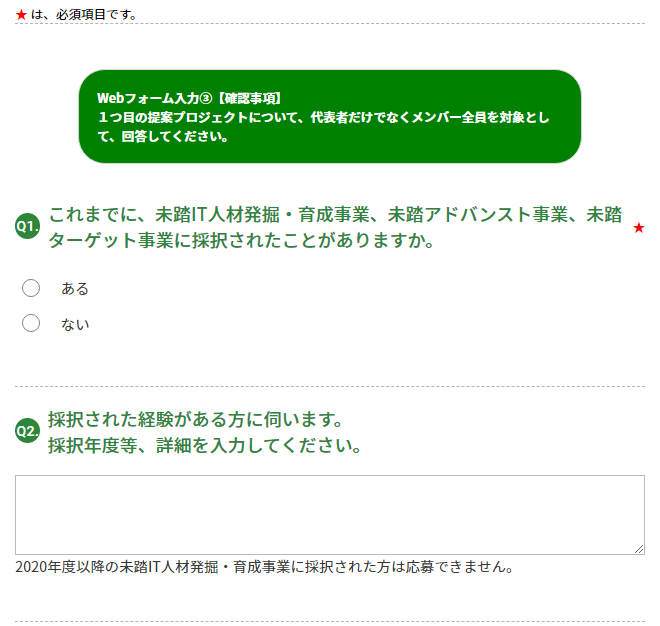 ★ は、必須項目です。
Webフォーム入力③【確認事項】
１つ目の提案プロジェクトについて、代表者だけでなくメンバー全員を対象とし
て、回答してください。
Q1. これまでに、未踏IT人材発掘・育成事業、未踏アドバンスト事業、未踏 ★
ターゲット事業に採択されたことがありますか。
ある
ない
Q2. 採択された経験がある方に伺います。
採択年度等、詳細を入力してください。
2020年度以降の未踏IT人材発掘・育成事業に採択された方は応募できません。